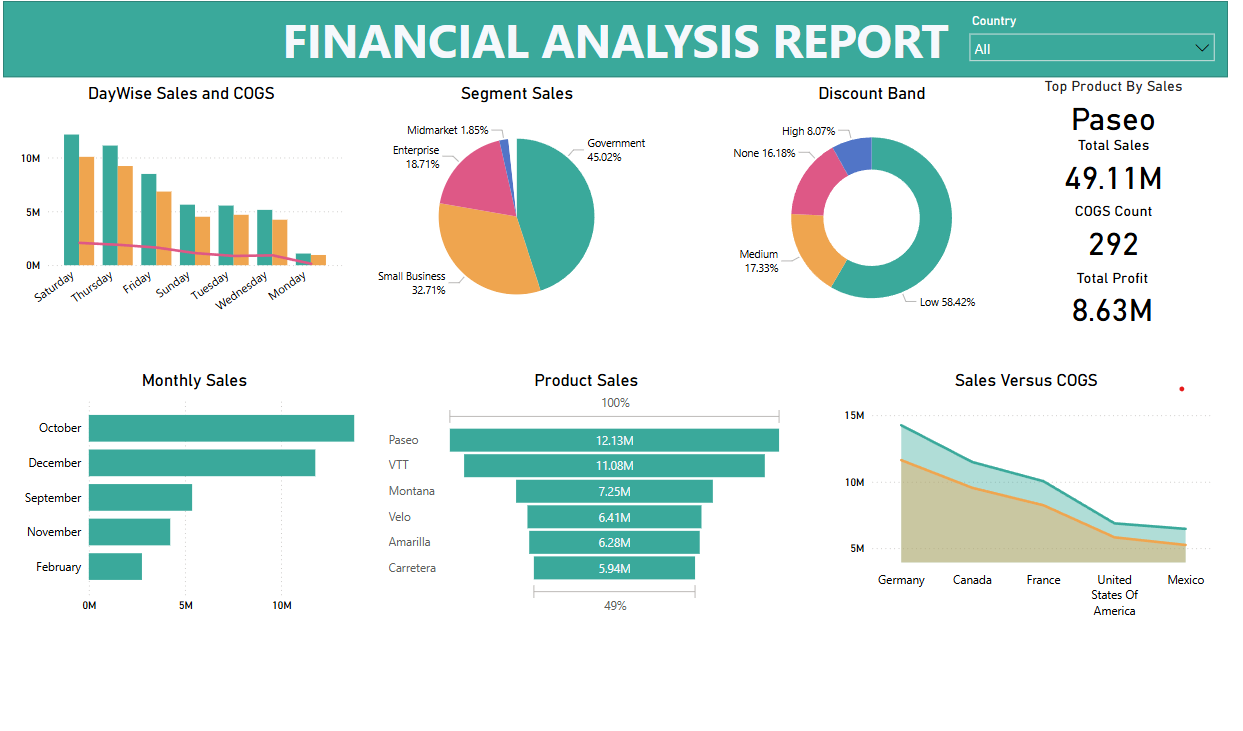 FINANCIAL ANALYSIS REPORT
Country
All
DayWise Sales and COGS
10M
5M
0M
Saturday
Thursday
Friday
Sunday
Tuesday
Wednesday
Monday
Segment Sales
Midmarket 1.85%
Enterprise
18.71%
Government
45.02%
Small Business
32.71%
Discount Band
High 8.07%
None 16.18%
Medium
17.33%
Low 58.42%
Top Product By Sales
Paseo
Total Sales
49.11M
COGS Count
292
Total Profit
8.63M
Monthly Sales
October
December
September
November
February
0M
5M
10M
Product Sales
100%
Paseo
12.13M
VTT
11.08M
Montana
7.25M
Velo
6.41M
Amarilla
6.28M
Carretera
5.94M
49%
Sales Versus COGS
15M
10M
5M
Germany
Canada
France
United
States Of
America
Mexico